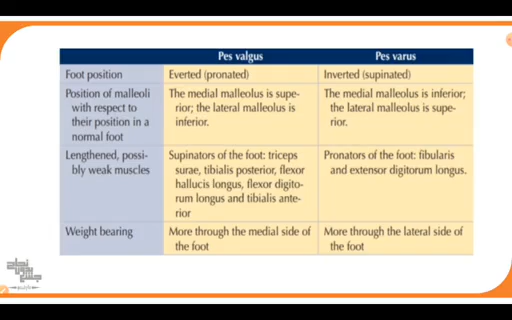 Pes valgus Pes varus
Foot position Everted (pronated) Inverted (supinated)
Position of malleoli The medial malleolus is supe- The medial malleolus is inferior;
with respect to rior; the lateral malleolus is the lateral malleolus is supe-
their position in a inferior. rior.
normal foot
Lengthened, possi- Supinators of the foot: triceps Pronators of the foot: fibularis
bly weak muscles surae, tibialis posterior, flexor and extensor digitorum longus.
hallucis longus, flexor digito-
rum longus and tibialis ante-
rior
Weight bearing More through the medial side of More through the lateral side of
the foot the foot